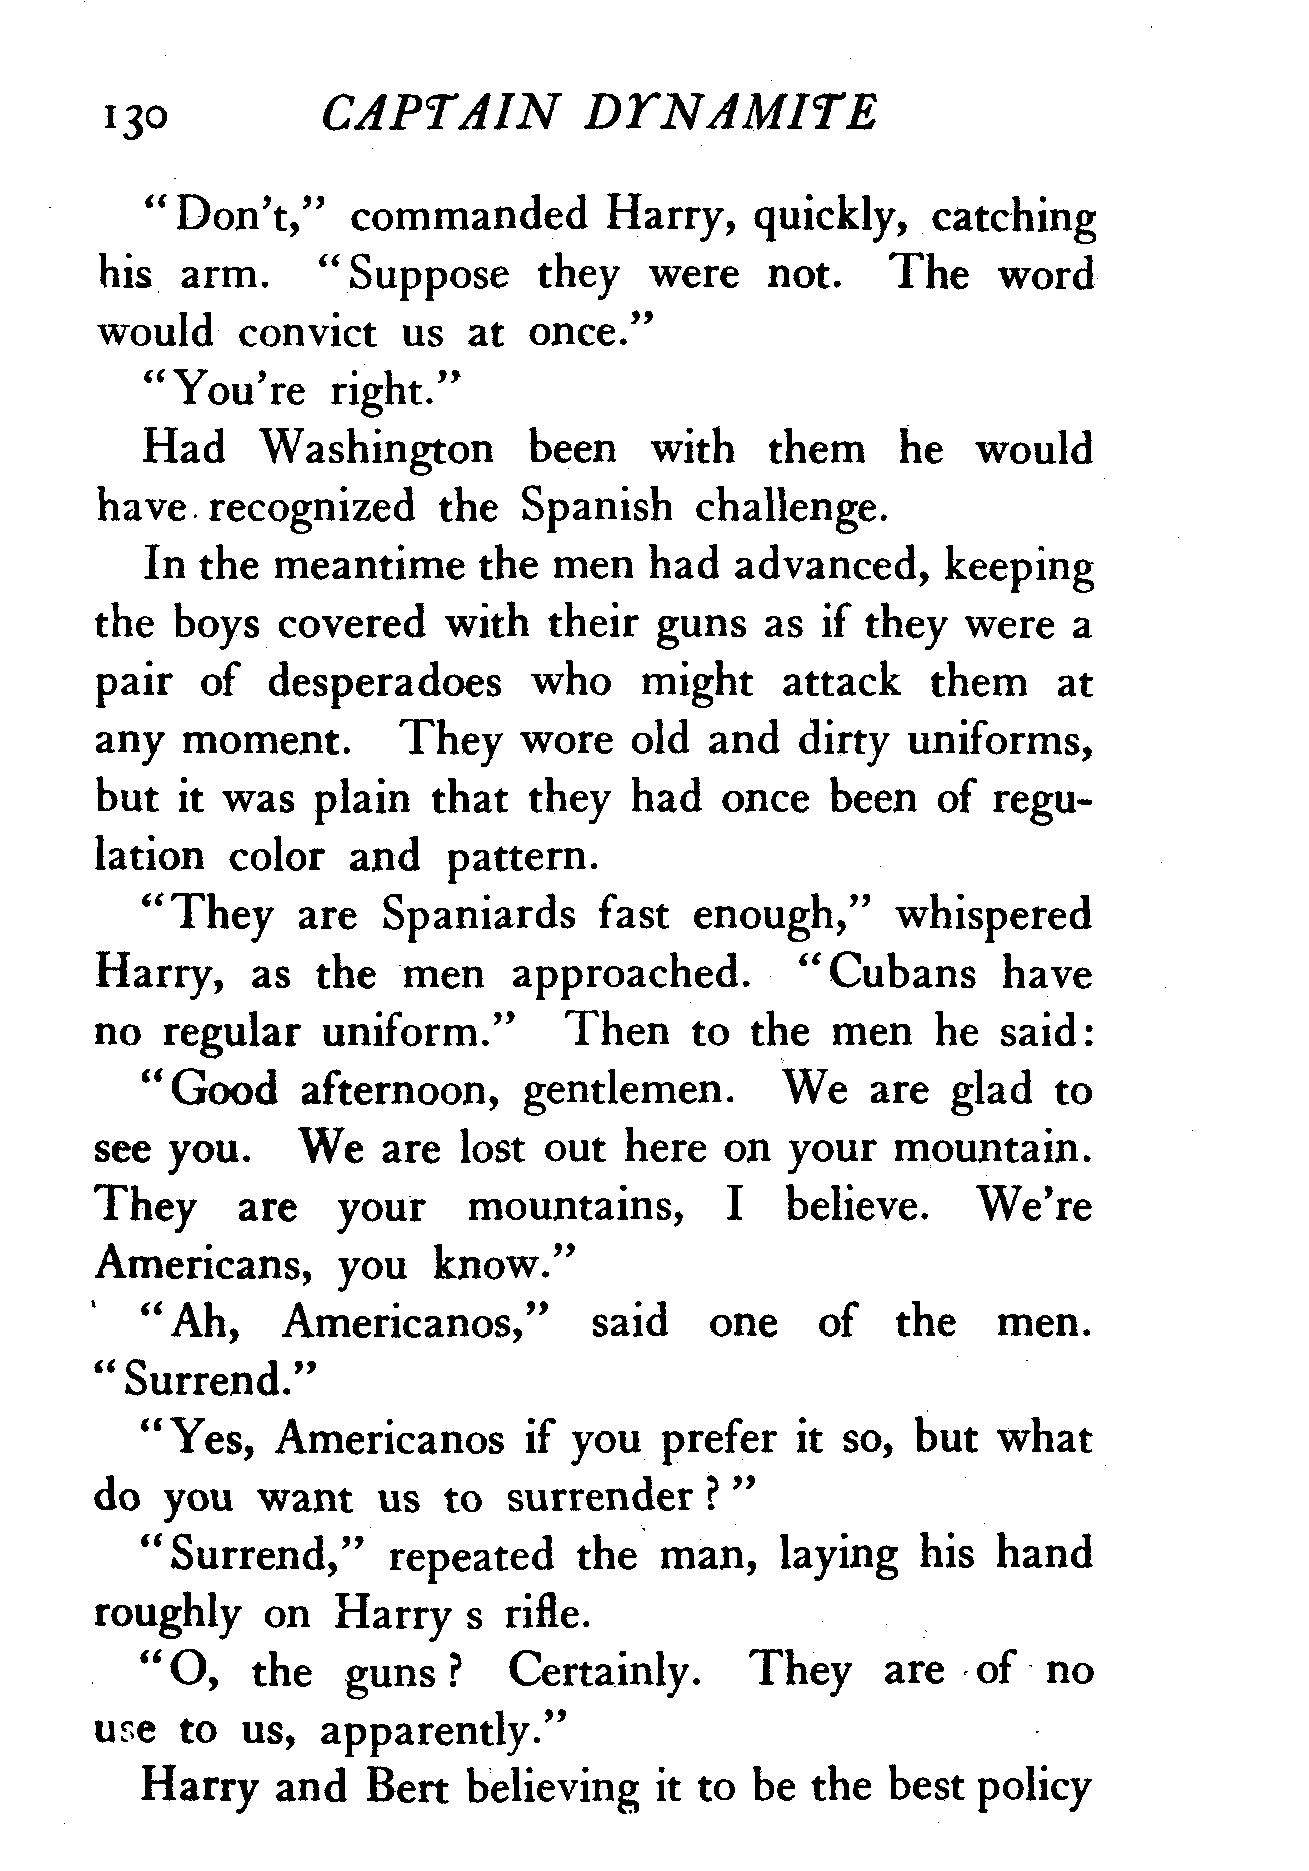 130 CAPTAIN DYNAMITE
"Don't," commanded Harry, quickly, catching
his arm. "Suppose they were not. The word
would convict us at once."
"You're right."
Had Washington been with them he would
have recognized the Spanish challenge.
In the meantime the men had advanced, keeping
the boys covered with their guns as if they were a
pair of desperadoes who might attack them at
any moment. They wore old and dirty uniforms,
but it was plain that they had once been of regu-
lation color and pattern.
"They are Spaniards fast enough," whispered
Harry, as the men approached. "Cubans have
no regular uniform." Then to the men he said:
"Good afternoon, gentlemen. We are glad to
see you. We are lost out here on your mountain.
They are your mountains, I believe. We're
Americans, you know."
"Ah, Americanos," said one of the men.
"Surrend."
"Yes, Americanos if you prefer it so, but what
do you want us to surrender?"
"Surrend," repeated the man, laying his hand
roughly on Harry s rifle.
"O, the guns? Certainly. They are of no
use to us, apparently."
Harry and Bert believing it to be the best policy